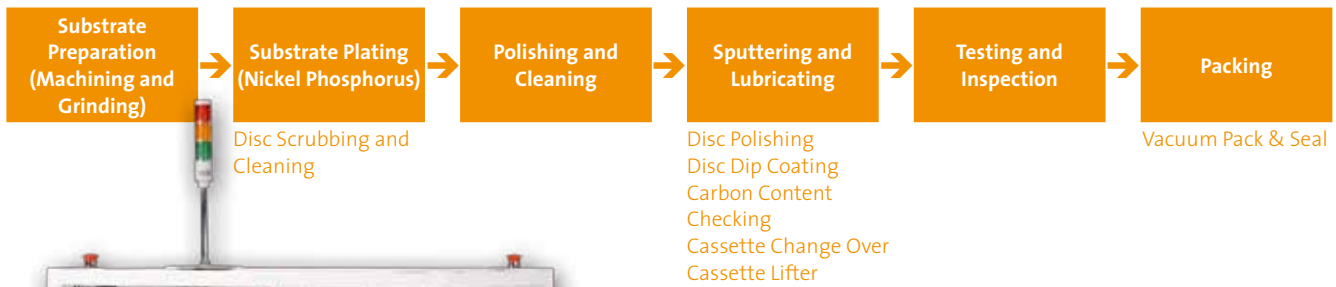 Substrate
Preparation
(Machining and
Grinding)
Substrate Plating
(Nickel Phosphorus)
Polishing and
Cleaning
Sputtering and
Lubricating
Testing and
Inspection
Packing
Disc Scrubbing and
Cleaning
Disc Polishing
Disc Dip Coating
Carbon Content
Checking
Cassette Change Over
Cassette Lifter
Vacuum Pack & Seal